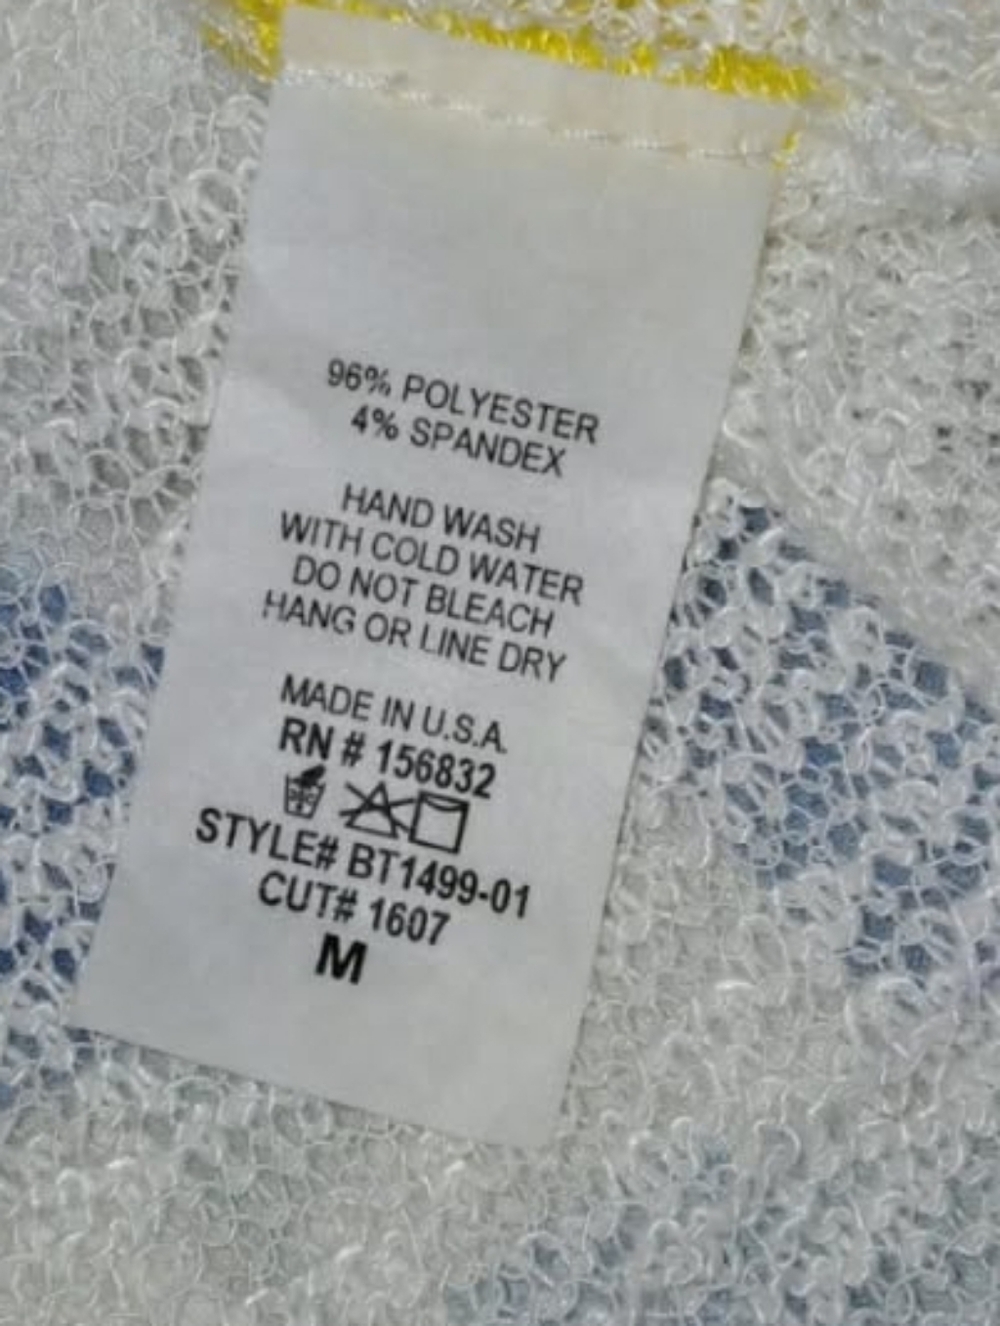 96% POLYESTER
4% SPANDEX
HAND WASH
WITH COLD WATER
DO NOT BLEACH
HANG OR LINE DRY
MADE IN U.S.A.
RN # 156832
STYLE# BT1499-01
CUT# 1607
M